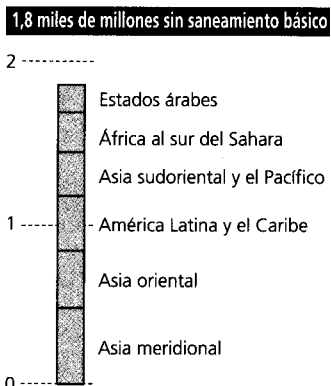 1,8 miles de millones sin saneamiento básico
2
Estados árabes
África al sur del Sahara
Asia sudoriental y el Pacífico
1
América Latina y el Caribe
Asia oriental
Asia meridional
0